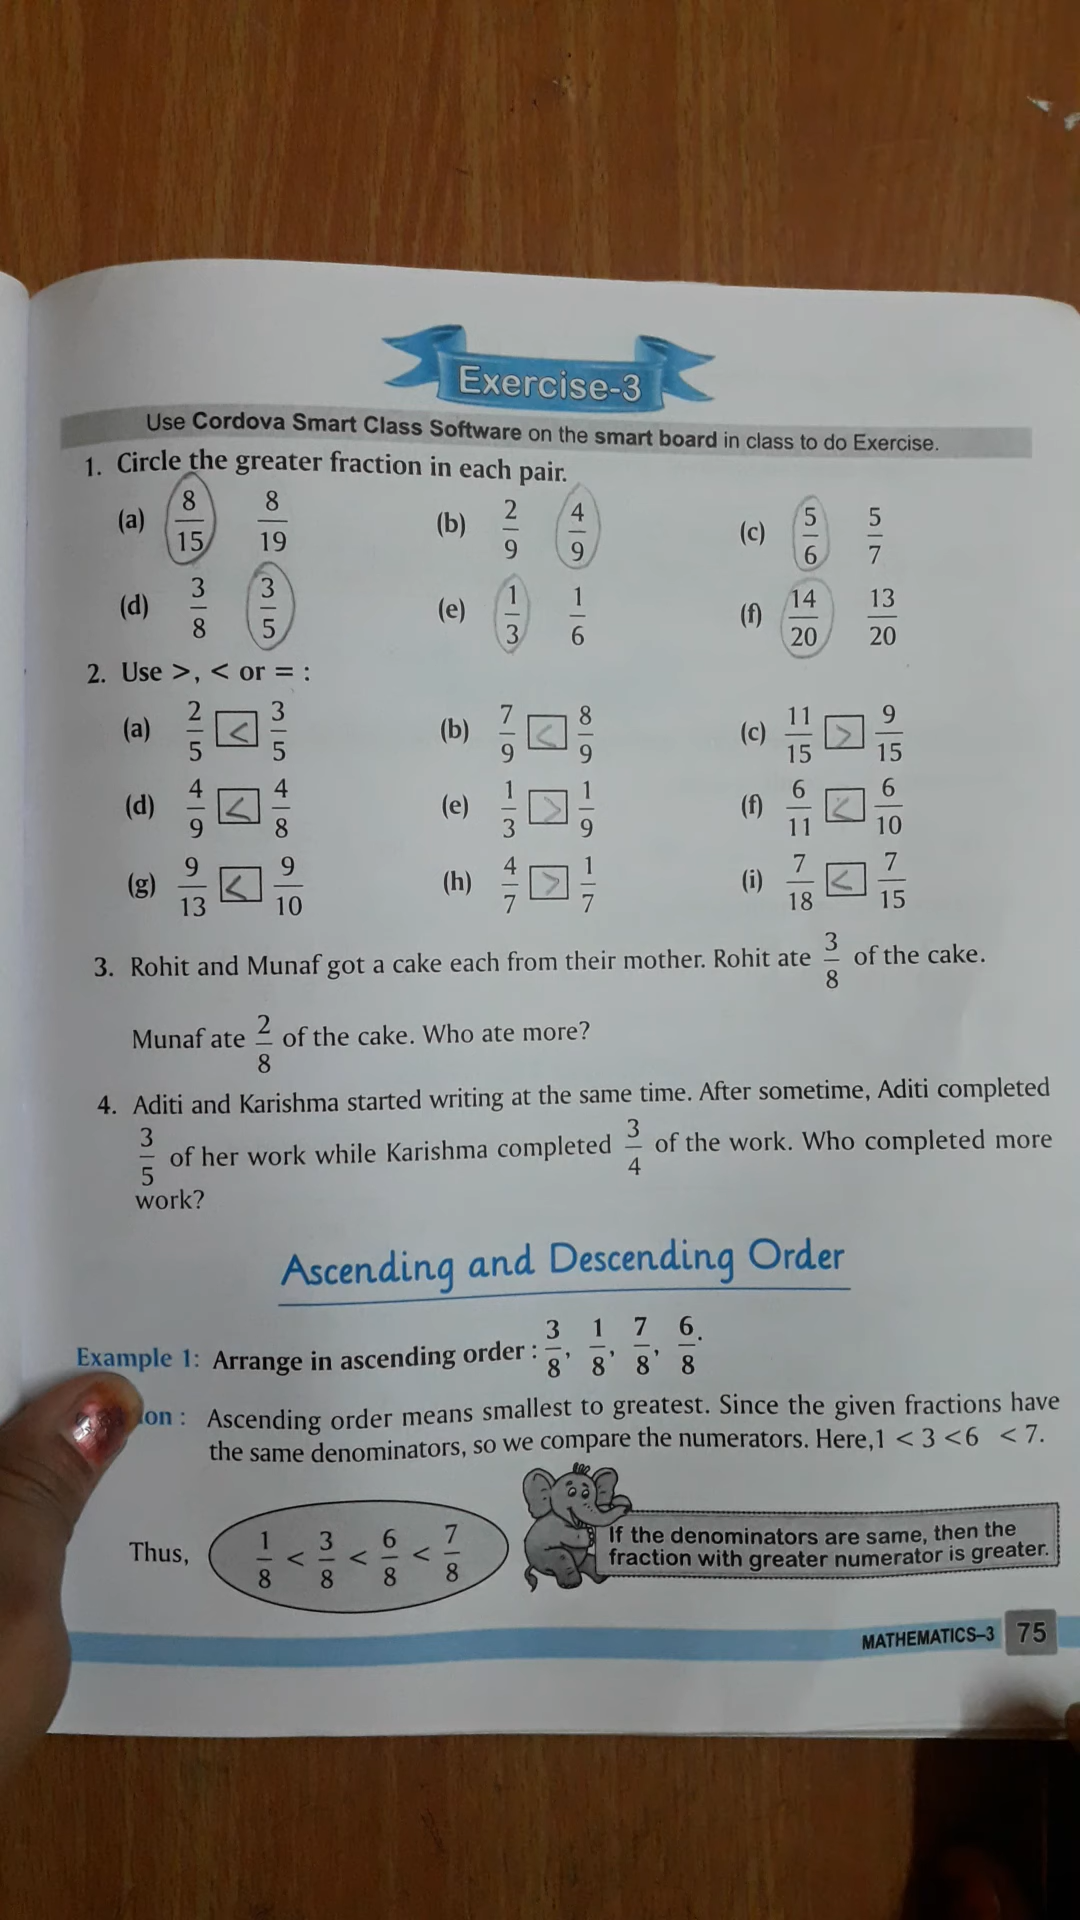 Exercise-3
Use Cordova Smart Class Software on the smart board in class to do Exercise.
1. Circle the greater fraction in each pair.
(a) 8/15 8/19 (b) 2/9 4/9 (c) 5/6 5/7
(d) 3/8 3/5 (e) 1/3 1/6 (f) 14/20 13/20
2. Use >, < or = :
(a) 2/5 < 3/5 (b) 7/9 < 8/9 (c) 11/15 > 9/15
(d) 4/9 < 4/8 (e) 1/3 > 1/9 (f) 6/11 < 6/10
(g) 9/13 < 9/10 (h) 4/7 > 1/7 (i) 7/18 < 7/15
3. Rohit and Munaf got a cake each from their mother. Rohit ate 3/8 of the cake.
Munaf ate 2/8 of the cake. Who ate more?
4. Aditi and Karishma started writing at the same time. After sometime, Aditi completed
3/5 of her work while Karishma completed 3/4 of the work. Who completed more
work?
Ascending and Descending Order
Example 1: Arrange in ascending order : 3/8, 1/8, 7/8, 6/8.
ion : Ascending order means smallest to greatest. Since the given fractions have
the same denominators, so we compare the numerators. Here,1 < 3 <6 < 7.
Thus, 1/8 < 3/8 < 6/8 < 7/8
If the denominators are same, then the
fraction with greater numerator is greater.
MATHEMATICS–3 75